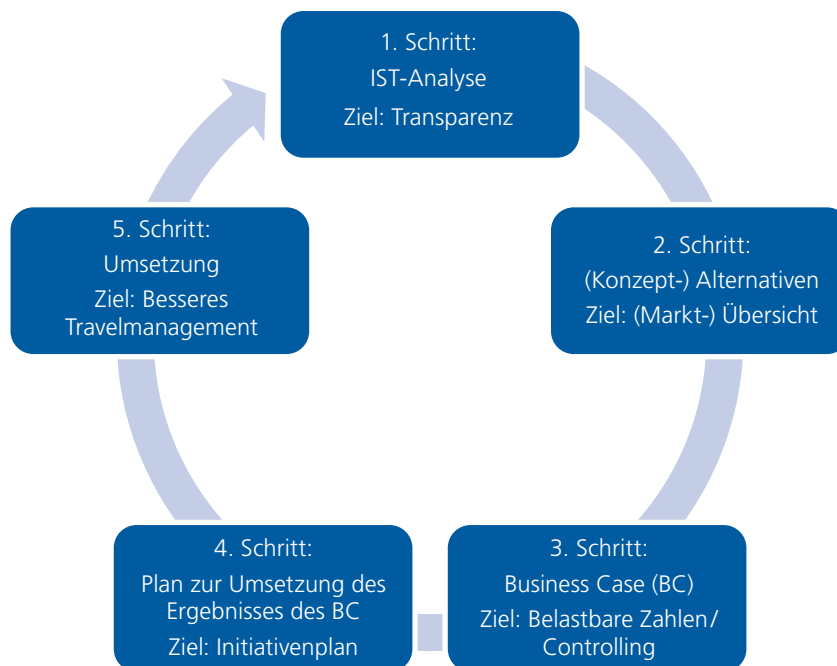 1. Schritt:
IST-Analyse
Ziel: Transparenz
2. Schritt:
(Konzept-) Alternativen
Ziel: (Markt-) Übersicht
3. Schritt:
Business Case (BC)
Ziel: Belastbare Zahlen/
Controlling
4. Schritt:
Plan zur Umsetzung des
Ergebnisses des BC
Ziel: Initiativenplan
5. Schritt:
Umsetzung
Ziel: Besseres
Travelmanagement